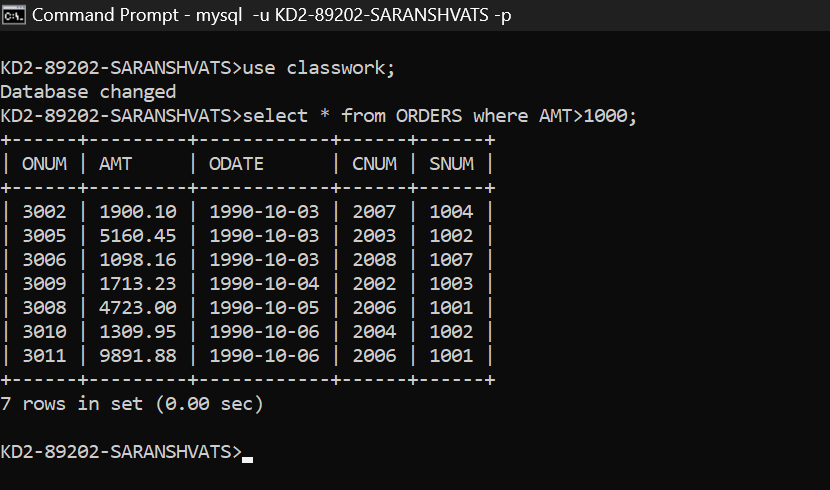 Command Prompt - mysql  -u KD2-89202-SARANSHVATS -p
KD2-89202-SARANSHVATS>use classwork;
Database changed
KD2-89202-SARANSHVATS>select * from ORDERS where AMT>1000;
+------+---------+------------+------+------+
| ONUM | AMT     | ODATE      | CNUM | SNUM |
+------+---------+------------+------+------+
| 3002 | 1900.10 | 1990-10-03 | 2007 | 1004 |
| 3005 | 5160.45 | 1990-10-03 | 2003 | 1002 |
| 3006 | 1098.16 | 1990-10-03 | 2008 | 1007 |
| 3009 | 1713.23 | 1990-10-04 | 2002 | 1003 |
| 3008 | 4723.00 | 1990-10-05 | 2006 | 1001 |
| 3010 | 1309.95 | 1990-10-06 | 2004 | 1002 |
| 3011 | 9891.88 | 1990-10-06 | 2006 | 1001 |
+------+---------+------------+------+------+
7 rows in set (0.00 sec)
KD2-89202-SARANSHVATS>